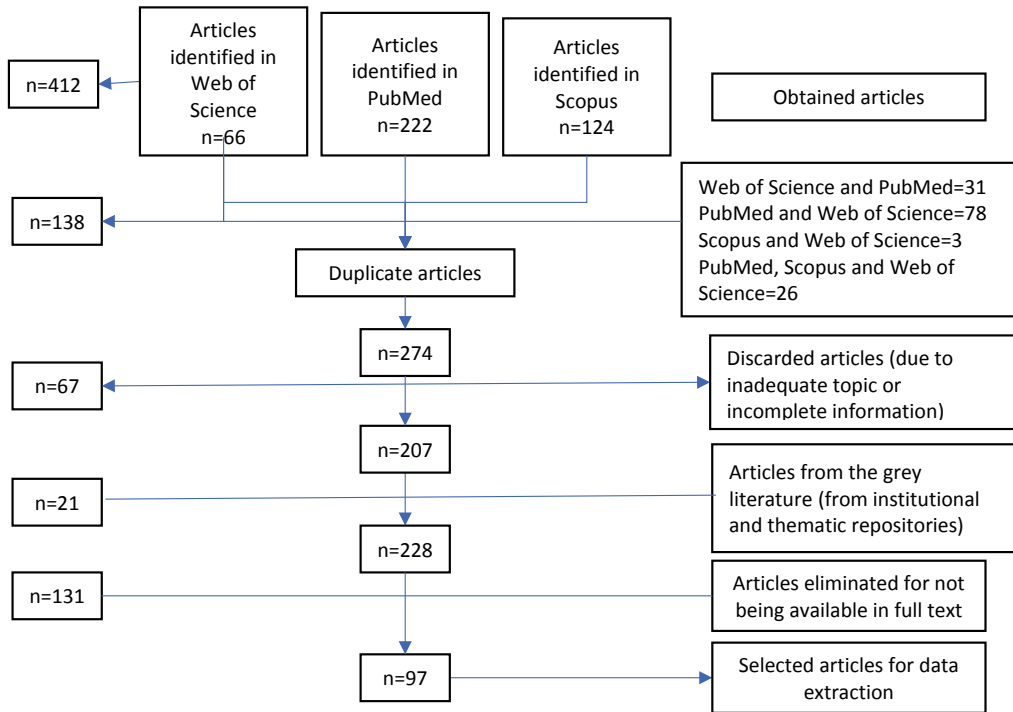 Articles
identified in
Web of
Science
n=66
Articles
identified in
PubMed
n=222
Articles
identified in
Scopus
n=124
n=412
Obtained articles
n=138
Web of Science and PubMed=31
PubMed and Web of Science=78
Scopus and Web of Science=3
PubMed, Scopus and Web of
Science=26
Duplicate articles
n=274
n=67
Discarded articles (due to
inadequate topic or
incomplete information)
n=207
n=21
Articles from the grey
literature (from institutional
and thematic repositories)
n=228
n=131
Articles eliminated for not
being available in full text
n=97
Selected articles for data
extraction